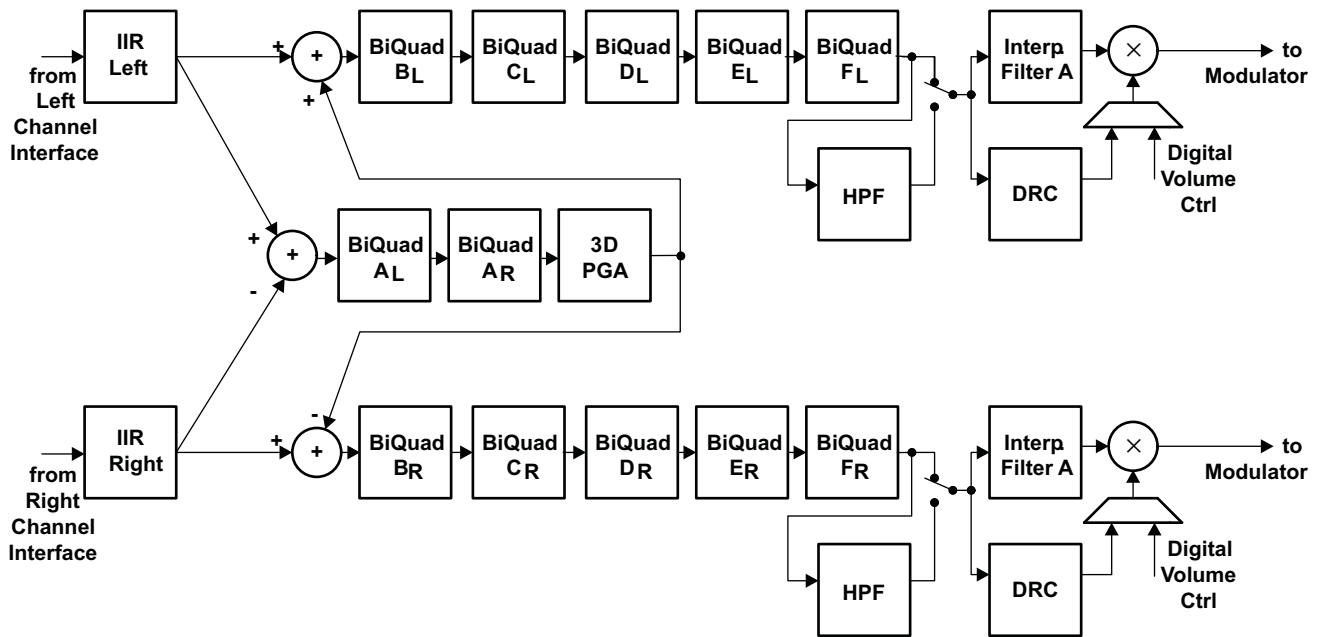 IIR
Left
from
Left
Channel
Interface
+
+
+
BiQuad
BL
BiQuad
CL
BiQuad
DL
BiQuad
EL
BiQuad
FL
HPF
Interp.
Filter A
DRC
×
to
Modulator
Digital
Volume
Ctrl
+
-
+
BiQuad
AL
BiQuad
AR
3D
PGA
IIR
Right
from
Right
Channel
Interface
+
-
+
BiQuad
BR
BiQuad
CR
BiQuad
DR
BiQuad
ER
BiQuad
FR
HPF
Interp.
Filter A
DRC
×
to
Modulator
Digital
Volume
Ctrl